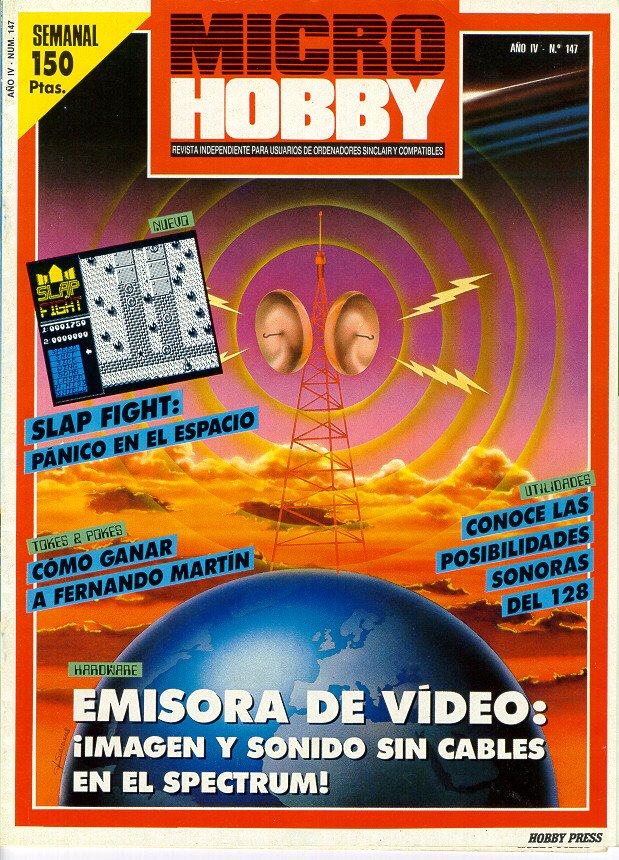 AÑO IV - NUM. 147
SEMANAL
150
Ptas.
MICRO
HOBBY
REVISTA INDEPENDIENTE PARA USUARIOS DE ORDENADORES SINCLAIR Y COMPATIBLES
AÑO IV - N.º 147
NUEVO
SLAP
FIGHT
1:0001750
2:0000000
SLAP FIGHT:
PÁNICO EN EL ESPACIO
TOKES & POKES
CÓMO GANAR
A FERNANDO MARTÍN
UTILIDADES
CONOCE LAS
POSIBILIDADES
SONORAS
DEL 128
HARDWARE
EMISORA DE VÍDEO:
¡IMAGEN Y SONIDO SIN CABLES
EN EL SPECTRUM!
HOBBY PRESS